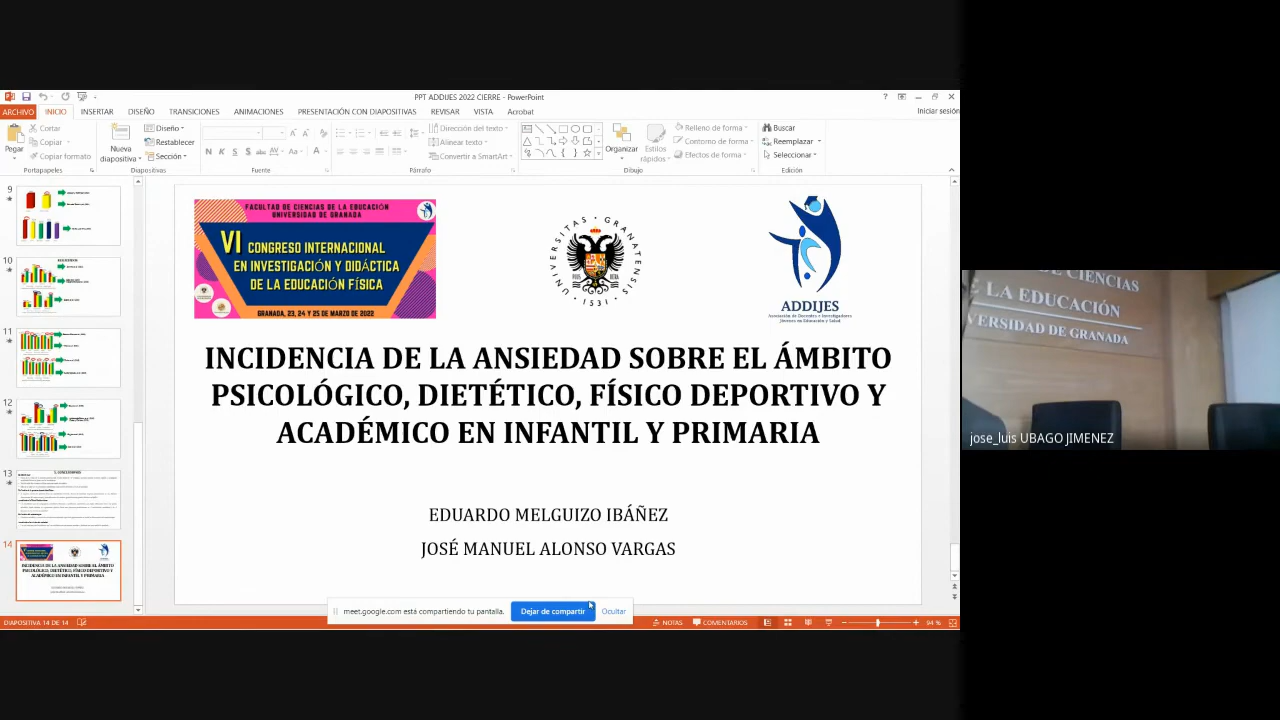 PPT ADDIJES 2022 CIERRE - PowerPoint
ARCHIVO INICIO INSERTAR DISEÑO TRANSICIONES ANIMACIONES PRESENTACIÓN CON DIAPOSITIVAS REVISAR VISTA Acrobat Iniciar sesión
Pegar
Cortar
Copiar
Copiar formato
Portapapeles
Nueva
diapositiva
Diseño
Restablecer
Sección
Diapositivas
Fuente
Dirección del texto
Alinear texto
Convertir a SmartArt
Párrafo
Organizar
Estilos
rápidos
Relleno de forma
Contorno de forma
Efectos de forma
Dibujo
Buscar
Reemplazar
Seleccionar
Edición
9
10
11
12
13
14
FACULTAD DE CIENCIAS DE LA EDUCACIÓN
UNIVERSIDAD DE GRANADA
VI CONGRESO INTERNACIONAL
EN INVESTIGACIÓN Y DIDÁCTICA
DE LA EDUCACIÓN FÍSICA
GRANADA, 23, 24 Y 25 DE MARZO DE 2022
UNIVERSITAS · GRANATENSIS · 1531 ·
ADDIJES
Asociación de Docentes e Investigadores
Jóvenes en Educación y Salud
INCIDENCIA DE LA ANSIEDAD SOBRE EL ÁMBITO
PSICOLÓGICO, DIETÉTICO, FÍSICO DEPORTIVO Y
ACADÉMICO EN INFANTIL Y PRIMARIA
EDUARDO MELGUIZO IBÁÑEZ
JOSÉ MANUEL ALONSO VARGAS
meet.google.com está compartiendo tu pantalla. Dejar de compartir Ocultar
DIAPOSITIVA 14 DE 14 NOTAS COMENTARIOS 94 %
DE CIENCIAS
E LA EDUCACIÓN
VERSIDAD DE GRANADA
jose_luis UBAGO JIMENEZ